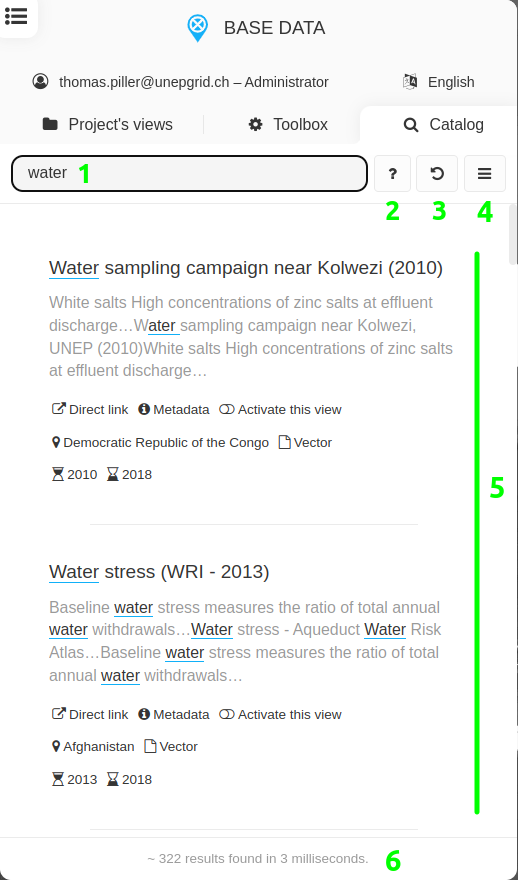 BASE DATA
thomas.piller@unepgrid.ch – Administrator English
Project's views Toolbox Catalog
water 1 ?
2 3 4
Water sampling campaign near Kolwezi (2010)
White salts High concentrations of zinc salts at effluent
discharge…Water sampling campaign near Kolwezi,
UNEP (2010)White salts High concentrations of zinc salts
at effluent discharge…
Direct link Metadata Activate this view
Democratic Republic of the Congo Vector
2010 2018
5
Water stress (WRI - 2013)
Baseline water stress measures the ratio of total annual
water withdrawals…Water stress - Aqueduct Water Risk
Atlas…Baseline water stress measures the ratio of total
annual water withdrawals…
Direct link Metadata Activate this view
Afghanistan Vector
2013 2018
~ 322 results found in 3 milliseconds. 6